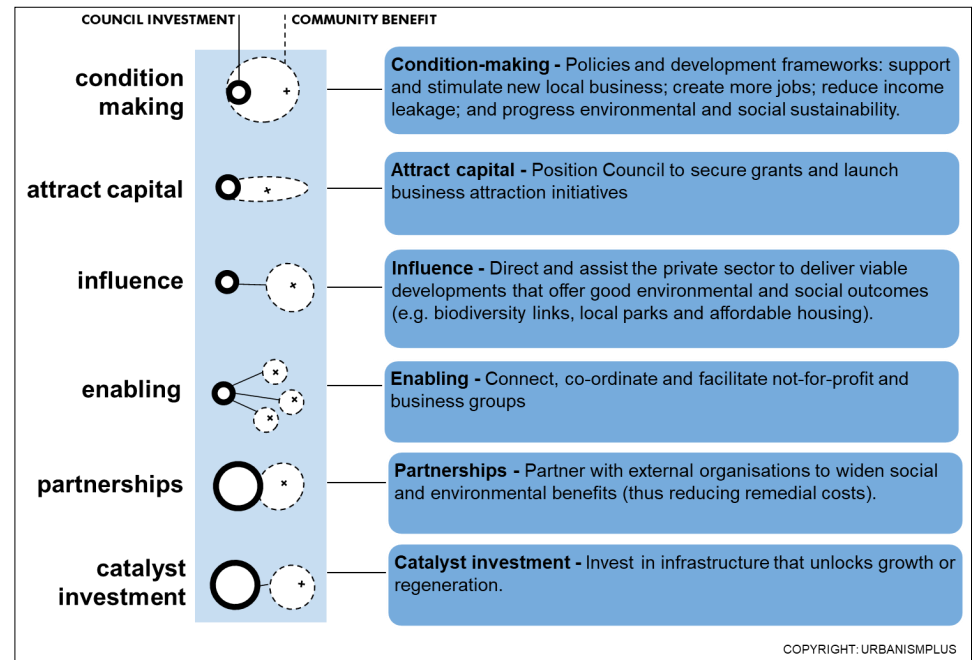 COUNCIL INVESTMENT
COMMUNITY BENEFIT
condition
making
Condition-making - Policies and development frameworks: support
and stimulate new local business; create more jobs; reduce income
leakage; and progress environmental and social sustainability.
attract capital
Attract capital - Position Council to secure grants and launch
business attraction initiatives
influence
Influence - Direct and assist the private sector to deliver viable
developments that offer good environmental and social outcomes
(e.g. biodiversity links, local parks and affordable housing).
enabling
Enabling - Connect, co-ordinate and facilitate not-for-profit and
business groups
partnerships
Partnerships - Partner with external organisations to widen social
and environmental benefits (thus reducing remedial costs).
catalyst
investment
Catalyst investment - Invest in infrastructure that unlocks growth or
regeneration.
COPYRIGHT: URBANISMPLUS